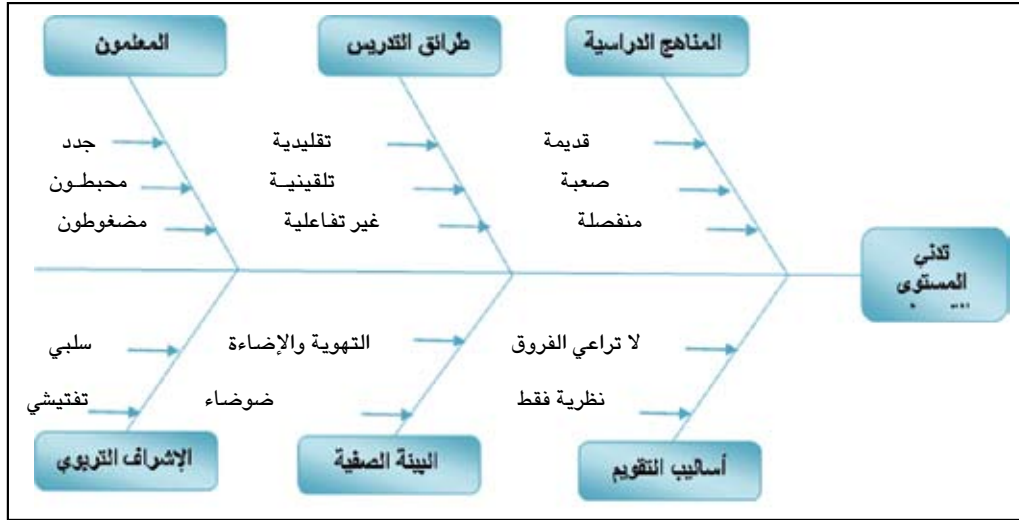 المناهج الدراسية
طرائق التدريس
المعلمون
قديمة
تقليدية
جدد
صعبة
تلقينيـة
محبطـون
منفصلة
غير تفاعلية
مضغوطون
تدني
المستوى
لا تراعي الفروق
التهوية والإضاءة
سلبي
نظرية فقط
ضوضاء
تفتيشي
أساليب التقويم
البيئة الصفية
الإشراف التربوي